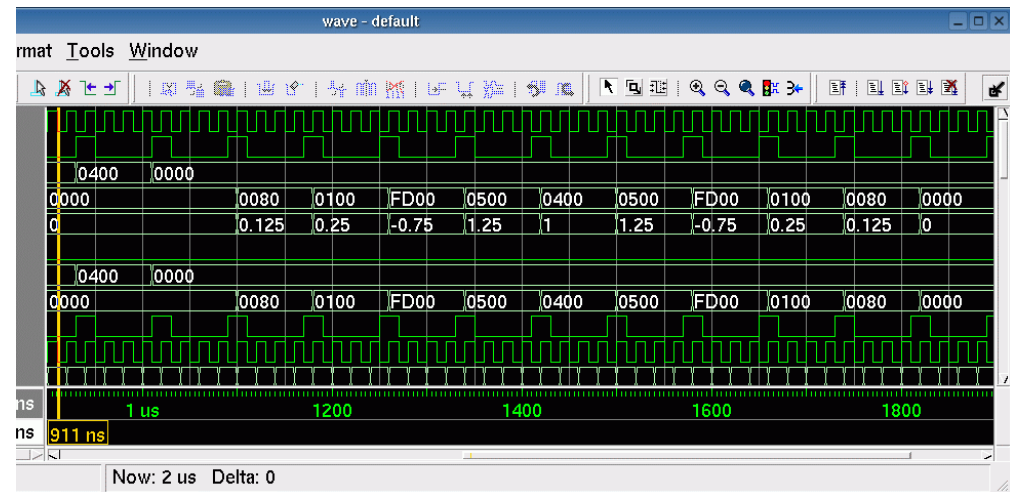 wave - default
rmat Tools Window
0400 0000
0000 0080 0100 FD00 0500 0400 0500 FD00 0100 0080 0000
0 0.125 0.25 -0.75 1.25 1 1.25 -0.75 0.25 0.125 0
0400 0000
0000 0080 0100 FD00 0500 0400 0500 FD00 0100 0080 0000
ns 1 us 1200 1400 1600 1800
ns 911 ns
Now: 2 us Delta: 0